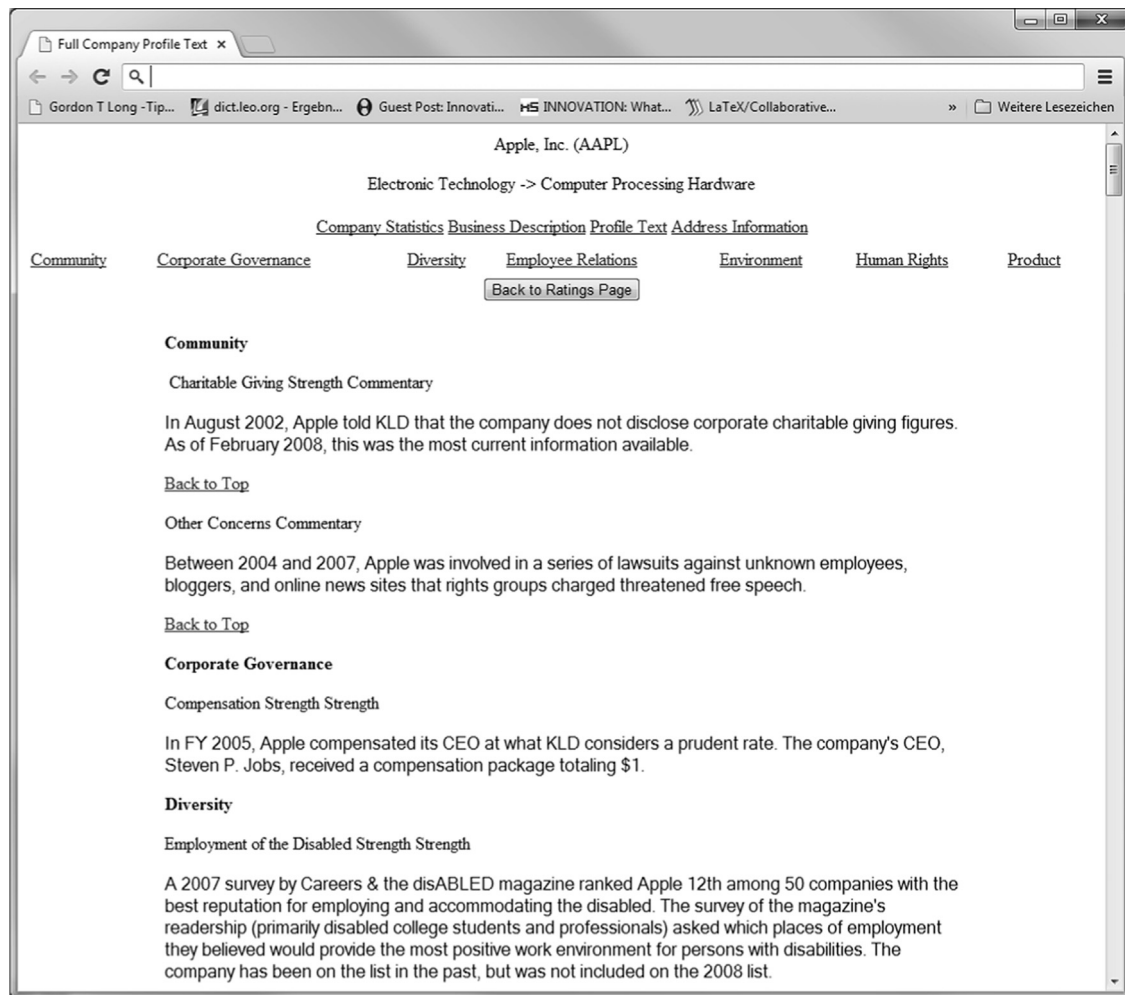 Full Company Profile Text
Gordon T Long -Tip... dict.leo.org - Ergebn... Guest Post: Innovati... HS INNOVATION: What... LaTeX/Collaborative... » Weitere Lesezeichen
Apple, Inc. (AAPL)
Electronic Technology -> Computer Processing Hardware
Company Statistics Business Description Profile Text Address Information
Community Corporate Governance Diversity Employee Relations Environment Human Rights Product
Back to Ratings Page
Community
Charitable Giving Strength Commentary
In August 2002, Apple told KLD that the company does not disclose corporate charitable giving figures.
As of February 2008, this was the most current information available.
Back to Top
Other Concerns Commentary
Between 2004 and 2007, Apple was involved in a series of lawsuits against unknown employees,
bloggers, and online news sites that rights groups charged threatened free speech.
Back to Top
Corporate Governance
Compensation Strength Strength
In FY 2005, Apple compensated its CEO at what KLD considers a prudent rate. The company's CEO,
Steven P. Jobs, received a compensation package totaling $1.
Diversity
Employment of the Disabled Strength Strength
A 2007 survey by Careers & the disABLED magazine ranked Apple 12th among 50 companies with the
best reputation for employing and accommodating the disabled. The survey of the magazine's
readership (primarily disabled college students and professionals) asked which places of employment
they believed would provide the most positive work environment for persons with disabilities. The
company has been on the list in the past, but was not included on the 2008 list.